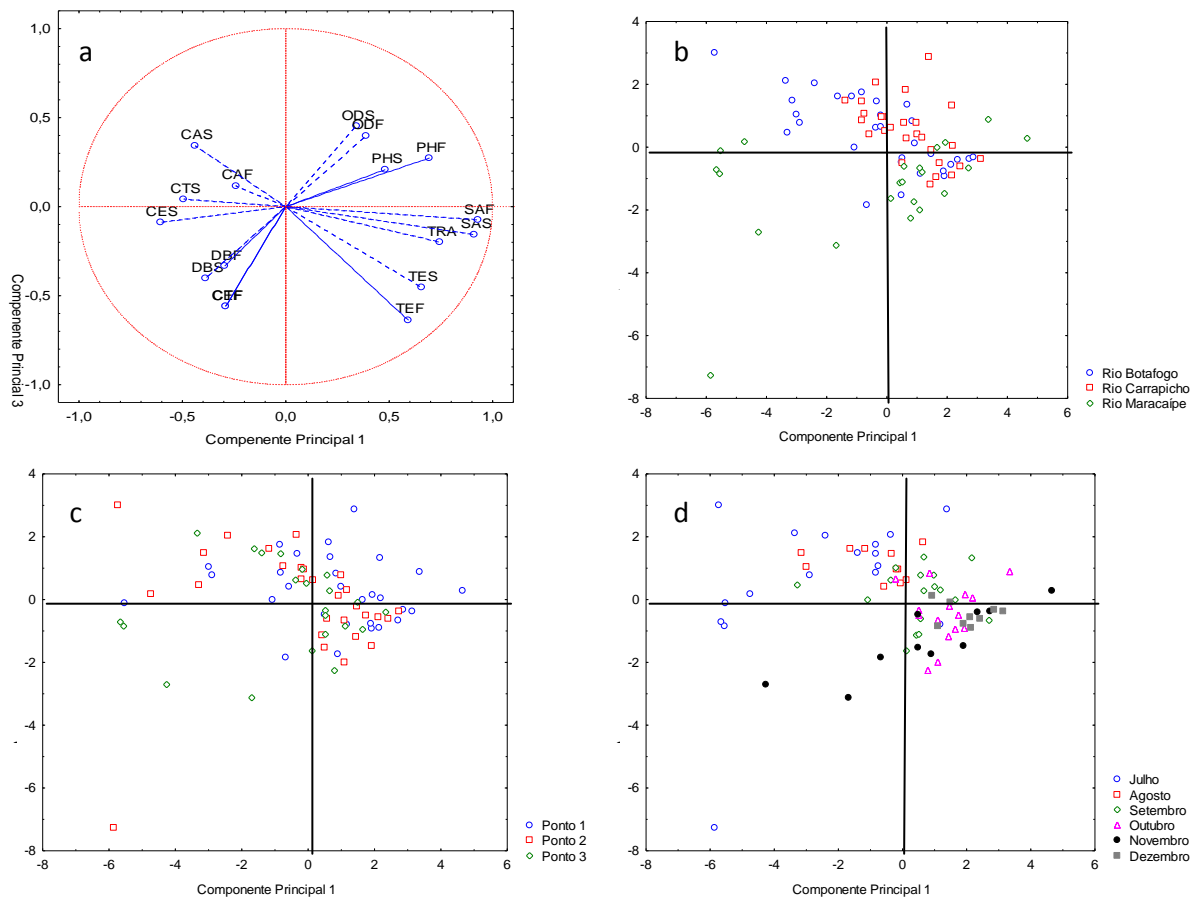 a
1,0
0,5
0,0
-0,5
-1,0
-1,0
-0,5
0,0
0,5
1,0
Compenente Principal 3
Compenente Principal 1
ODS
ODF
CAS
PHS
PHF
CAF
CTS
CES
SAF
SAS
TRA
DBF
DBS
TES
CEF
TEF
b
4
2
0
-2
-4
-6
-8
-8
-6
-4
-2
0
2
4
6
Componente Principal 1
Rio Botafogo
Rio Carrapicho
Rio Maracaípe
c
4
2
0
-2
-4
-6
-8
-8
-6
-4
-2
0
2
4
6
Componente Principal 1
Ponto 1
Ponto 2
Ponto 3
d
4
2
0
-2
-4
-6
-8
-8
-6
-4
-2
0
2
4
6
Componente Principal 1
Julho
Agosto
Setembro
Outubro
Novembro
Dezembro